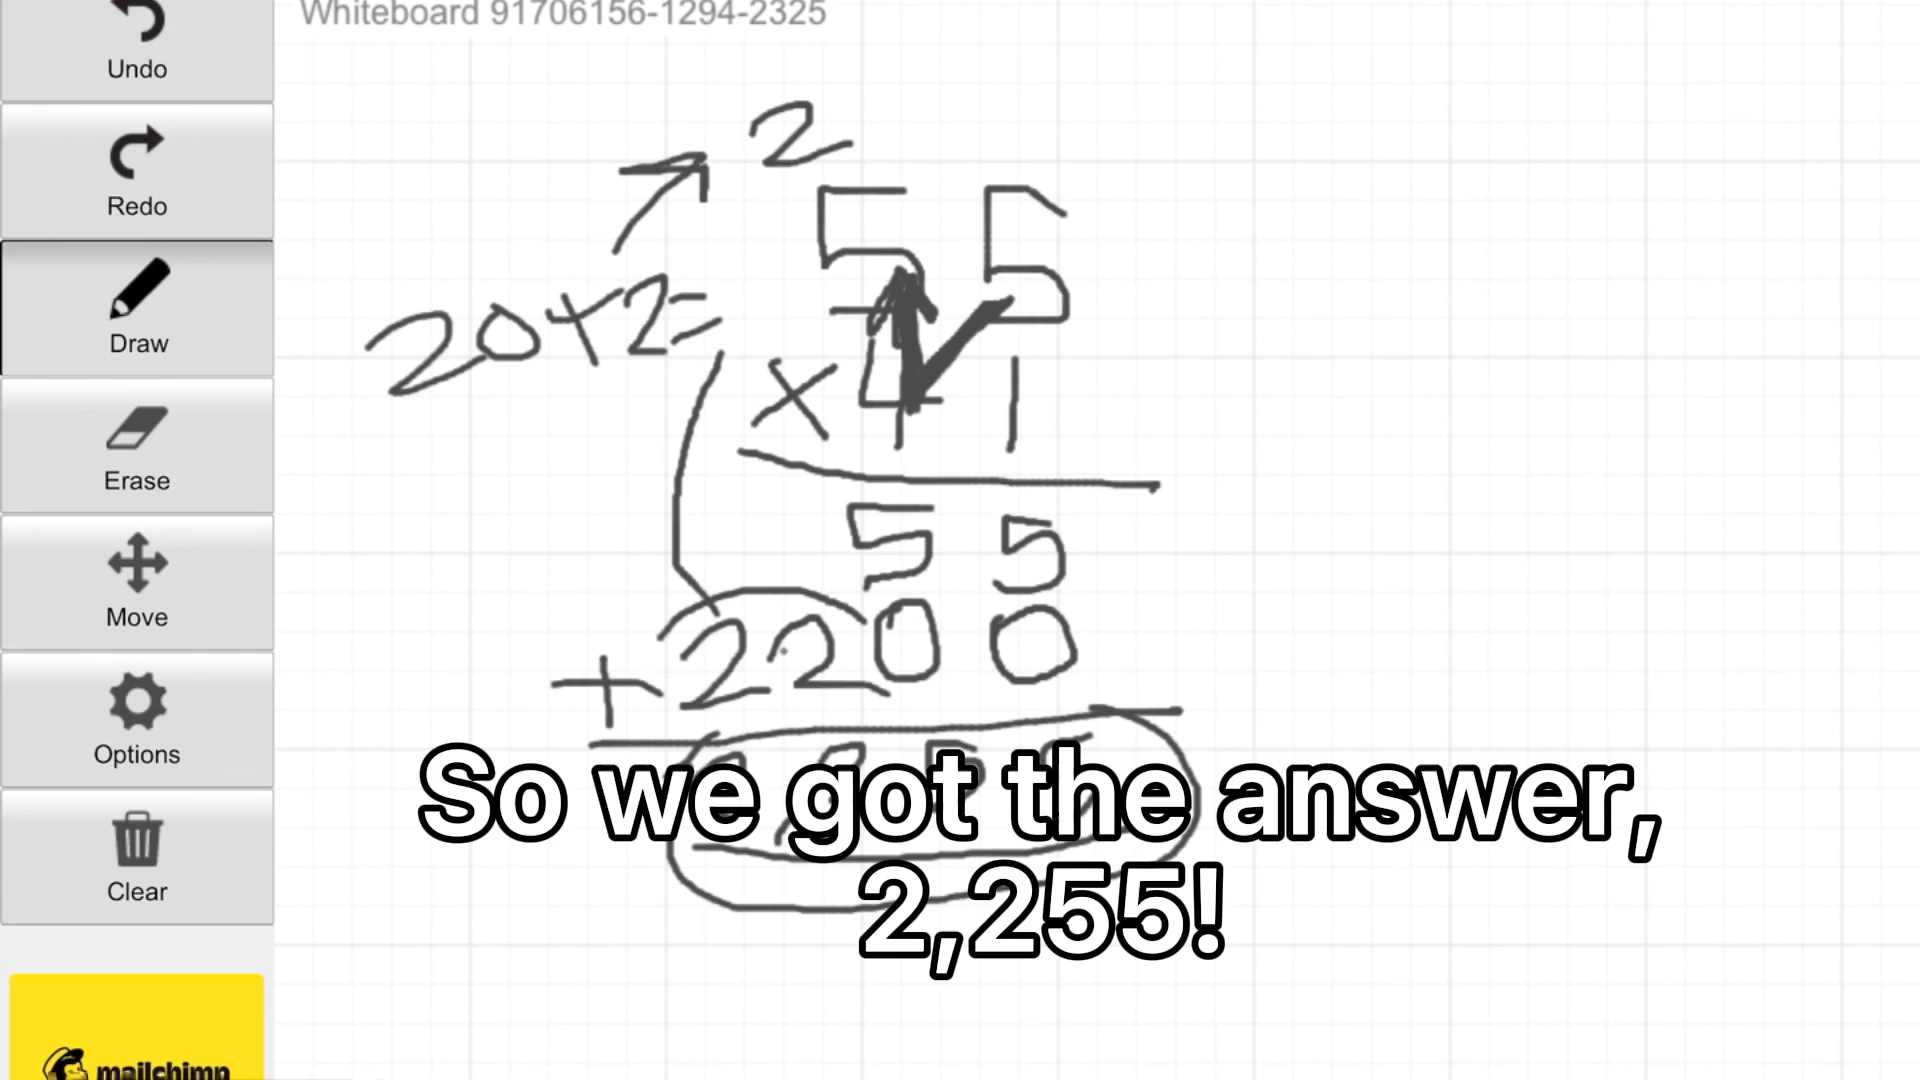 Whiteboard 91706156-1294-2325
Undo
Redo
Draw
Erase
Move
Options
Clear
mailchimp
2
55
20+2=
× 41
55
+2200
2255
So we got the answer,
2,255!